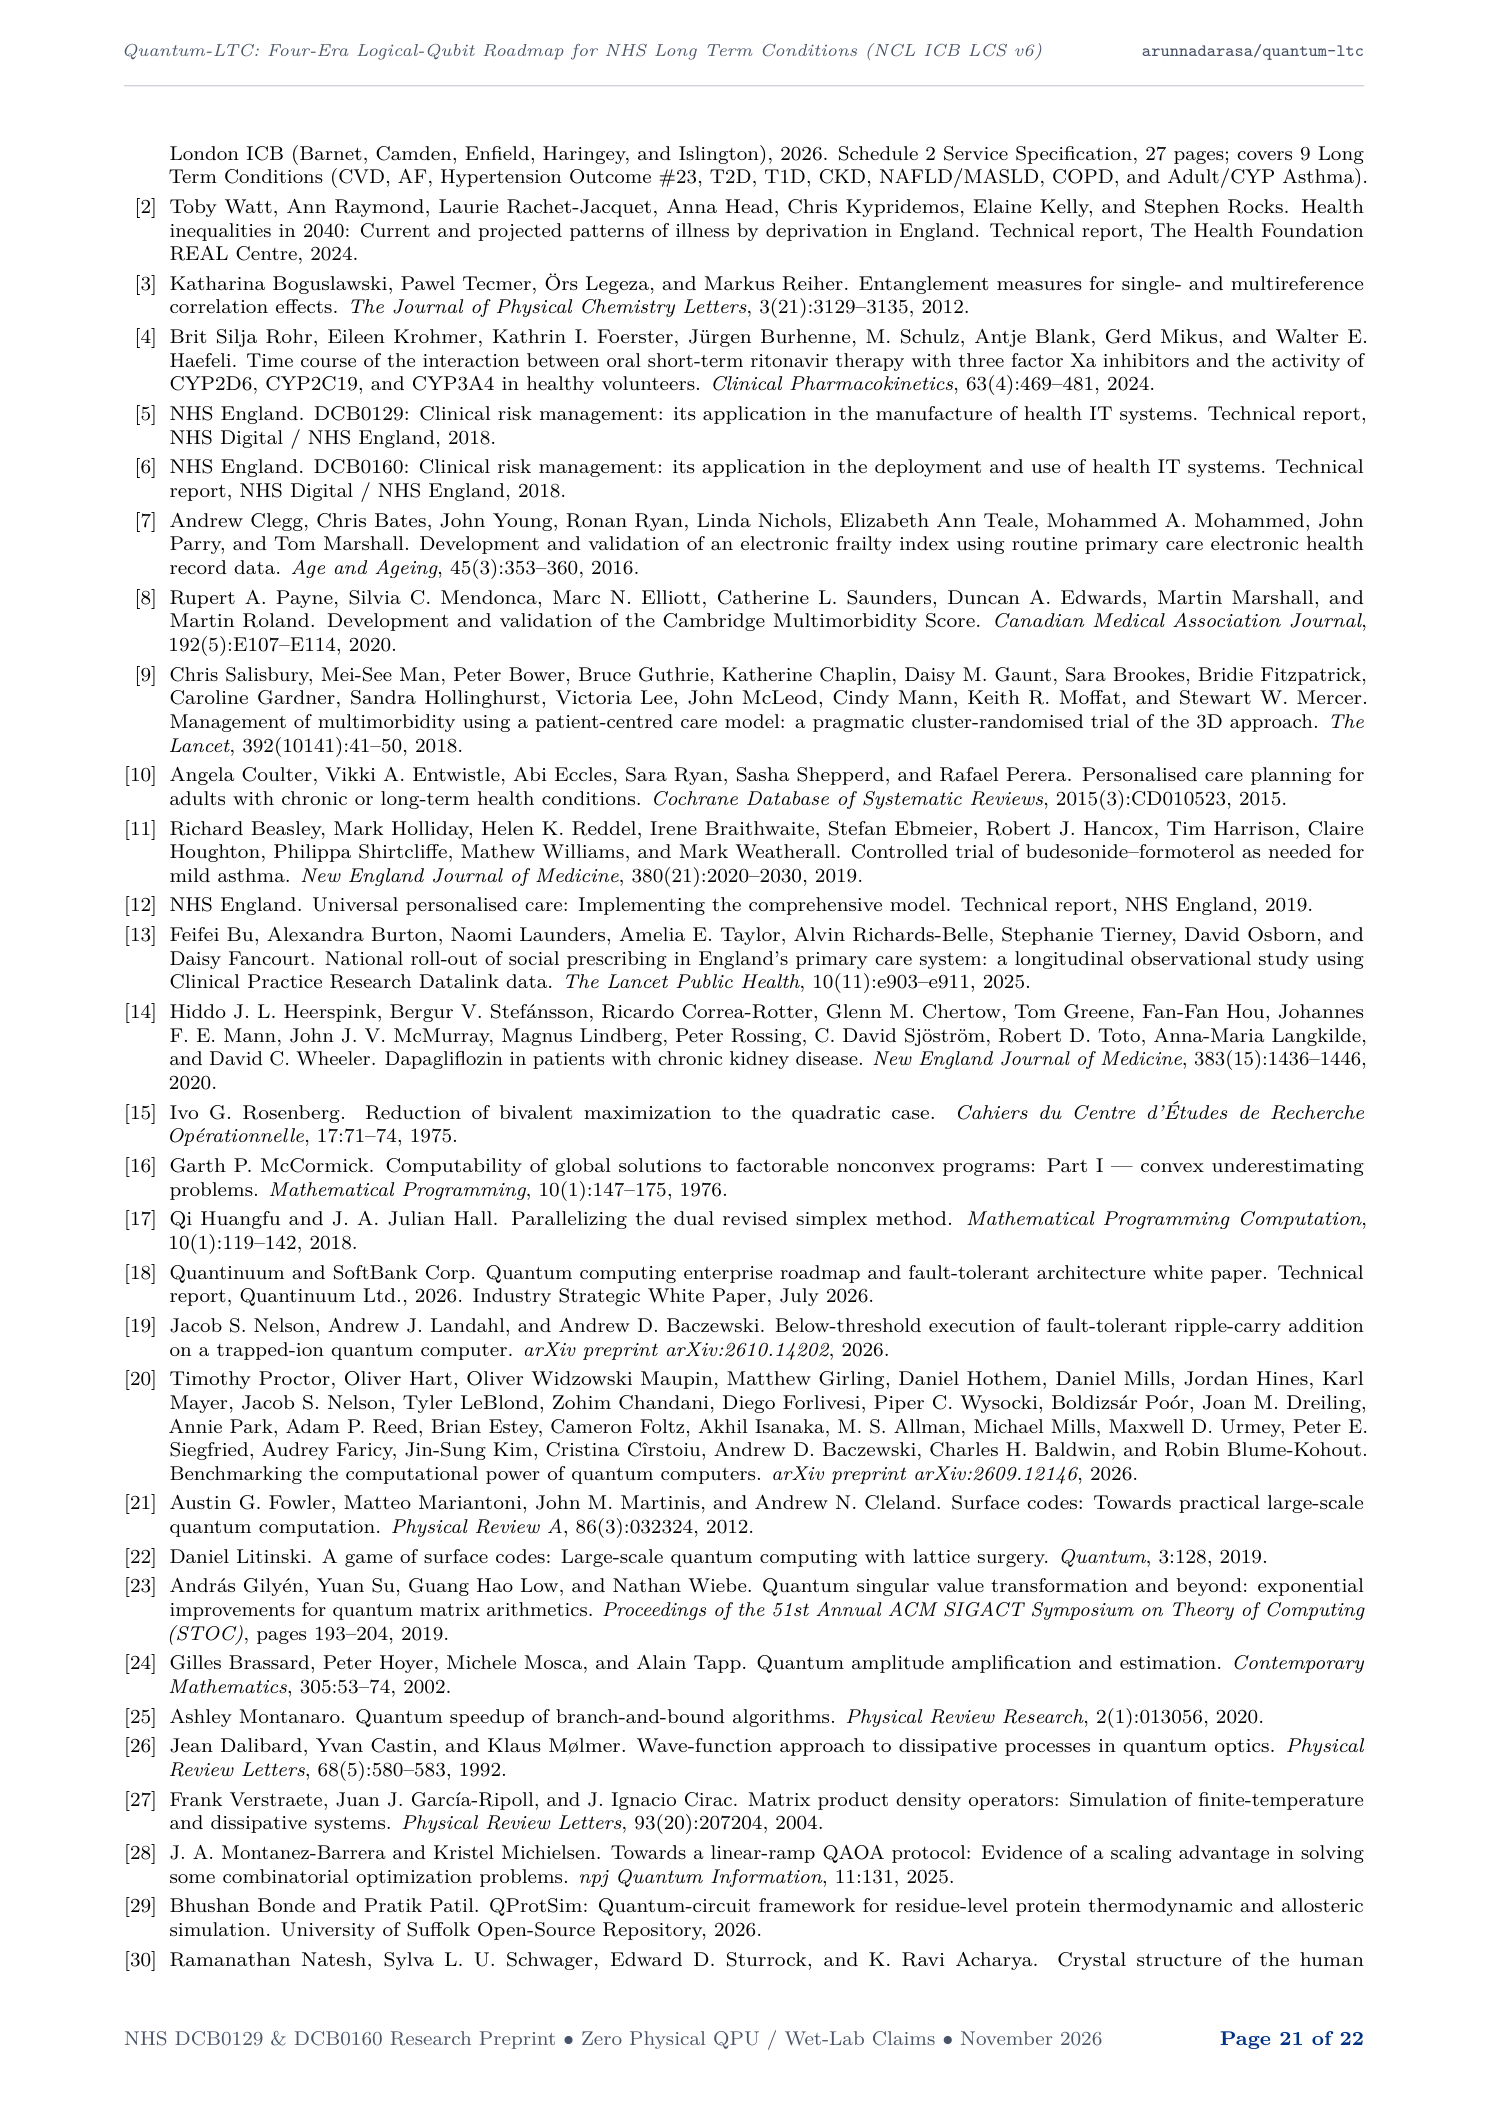 Quantum-LTC: Four-Era Logical-Qubit Roadmap for NHS Long Term Conditions (NCL ICB LCS v6) arunnadarasa/quantum-ltc
London ICB (Barnet, Camden, Enfield, Haringey, and Islington), 2026. Schedule 2 Service Specification, 27 pages; covers 9 Long
Term Conditions (CVD, AF, Hypertension Outcome #23, T2D, T1D, CKD, NAFLD/MASLD, COPD, and Adult/CYP Asthma).
[2] Toby Watt, Ann Raymond, Laurie Rachet-Jacquet, Anna Head, Chris Kypridemos, Elaine Kelly, and Stephen Rocks. Health
inequalities in 2040: Current and projected patterns of illness by deprivation in England. Technical report, The Health Foundation
REAL Centre, 2024.
[3] Katharina Boguslawski, Pawel Tecmer, Örs Legeza, and Markus Reiher. Entanglement measures for single- and multireference
correlation effects. The Journal of Physical Chemistry Letters, 3(21):3129–3135, 2012.
[4] Brit Silja Rohr, Eileen Krohmer, Kathrin I. Foerster, Jürgen Burhenne, M. Schulz, Antje Blank, Gerd Mikus, and Walter E.
Haefeli. Time course of the interaction between oral short-term ritonavir therapy with three factor Xa inhibitors and the activity of
CYP2D6, CYP2C19, and CYP3A4 in healthy volunteers. Clinical Pharmacokinetics, 63(4):469–481, 2024.
[5] NHS England. DCB0129: Clinical risk management: its application in the manufacture of health IT systems. Technical report,
NHS Digital / NHS England, 2018.
[6] NHS England. DCB0160: Clinical risk management: its application in the deployment and use of health IT systems. Technical
report, NHS Digital / NHS England, 2018.
[7] Andrew Clegg, Chris Bates, John Young, Ronan Ryan, Linda Nichols, Elizabeth Ann Teale, Mohammed A. Mohammed, John
Parry, and Tom Marshall. Development and validation of an electronic frailty index using routine primary care electronic health
record data. Age and Ageing, 45(3):353–360, 2016.
[8] Rupert A. Payne, Silvia C. Mendonca, Marc N. Elliott, Catherine L. Saunders, Duncan A. Edwards, Martin Marshall, and
Martin Roland. Development and validation of the Cambridge Multimorbidity Score. Canadian Medical Association Journal,
192(5):E107–E114, 2020.
[9] Chris Salisbury, Mei-See Man, Peter Bower, Bruce Guthrie, Katherine Chaplin, Daisy M. Gaunt, Sara Brookes, Bridie Fitzpatrick,
Caroline Gardner, Sandra Hollinghurst, Victoria Lee, John McLeod, Cindy Mann, Keith R. Moffat, and Stewart W. Mercer.
Management of multimorbidity using a patient-centred care model: a pragmatic cluster-randomised trial of the 3D approach. The
Lancet, 392(10141):41–50, 2018.
[10] Angela Coulter, Vikki A. Entwistle, Abi Eccles, Sara Ryan, Sasha Shepperd, and Rafael Perera. Personalised care planning for
adults with chronic or long-term health conditions. Cochrane Database of Systematic Reviews, 2015(3):CD010523, 2015.
[11] Richard Beasley, Mark Holliday, Helen K. Reddel, Irene Braithwaite, Stefan Ebmeier, Robert J. Hancox, Tim Harrison, Claire
Houghton, Philippa Shirtcliffe, Mathew Williams, and Mark Weatherall. Controlled trial of budesonide–formoterol as needed for
mild asthma. New England Journal of Medicine, 380(21):2020–2030, 2019.
[12] NHS England. Universal personalised care: Implementing the comprehensive model. Technical report, NHS England, 2019.
[13] Feifei Bu, Alexandra Burton, Naomi Launders, Amelia E. Taylor, Alvin Richards-Belle, Stephanie Tierney, David Osborn, and
Daisy Fancourt. National roll-out of social prescribing in England's primary care system: a longitudinal observational study using
Clinical Practice Research Datalink data. The Lancet Public Health, 10(11):e903–e911, 2025.
[14] Hiddo J. L. Heerspink, Bergur V. Stefánsson, Ricardo Correa-Rotter, Glenn M. Chertow, Tom Greene, Fan-Fan Hou, Johannes
F. E. Mann, John J. V. McMurray, Magnus Lindberg, Peter Rossing, C. David Sjöström, Robert D. Toto, Anna-Maria Langkilde,
and David C. Wheeler. Dapagliflozin in patients with chronic kidney disease. New England Journal of Medicine, 383(15):1436–1446,
2020.
[15] Ivo G. Rosenberg. Reduction of bivalent maximization to the quadratic case. Cahiers du Centre d'Études de Recherche
Opérationnelle, 17:71–74, 1975.
[16] Garth P. McCormick. Computability of global solutions to factorable nonconvex programs: Part I — convex underestimating
problems. Mathematical Programming, 10(1):147–175, 1976.
[17] Qi Huangfu and J. A. Julian Hall. Parallelizing the dual revised simplex method. Mathematical Programming Computation,
10(1):119–142, 2018.
[18] Quantinuum and SoftBank Corp. Quantum computing enterprise roadmap and fault-tolerant architecture white paper. Technical
report, Quantinuum Ltd., 2026. Industry Strategic White Paper, July 2026.
[19] Jacob S. Nelson, Andrew J. Landahl, and Andrew D. Baczewski. Below-threshold execution of fault-tolerant ripple-carry addition
on a trapped-ion quantum computer. arXiv preprint arXiv:2610.14202, 2026.
[20] Timothy Proctor, Oliver Hart, Oliver Widzowski Maupin, Matthew Girling, Daniel Hothem, Daniel Mills, Jordan Hines, Karl
Mayer, Jacob S. Nelson, Tyler LeBlond, Zohim Chandani, Diego Forlivesi, Piper C. Wysocki, Boldizsár Poór, Joan M. Dreiling,
Annie Park, Adam P. Reed, Brian Estey, Cameron Foltz, Akhil Isanaka, M. S. Allman, Michael Mills, Maxwell D. Urmey, Peter E.
Siegfried, Audrey Faricy, Jin-Sung Kim, Cristina Cîrstoiu, Andrew D. Baczewski, Charles H. Baldwin, and Robin Blume-Kohout.
Benchmarking the computational power of quantum computers. arXiv preprint arXiv:2609.12146, 2026.
[21] Austin G. Fowler, Matteo Mariantoni, John M. Martinis, and Andrew N. Cleland. Surface codes: Towards practical large-scale
quantum computation. Physical Review A, 86(3):032324, 2012.
[22] Daniel Litinski. A game of surface codes: Large-scale quantum computing with lattice surgery. Quantum, 3:128, 2019.
[23] András Gilyén, Yuan Su, Guang Hao Low, and Nathan Wiebe. Quantum singular value transformation and beyond: exponential
improvements for quantum matrix arithmetics. Proceedings of the 51st Annual ACM SIGACT Symposium on Theory of Computing
(STOC), pages 193–204, 2019.
[24] Gilles Brassard, Peter Hoyer, Michele Mosca, and Alain Tapp. Quantum amplitude amplification and estimation. Contemporary
Mathematics, 305:53–74, 2002.
[25] Ashley Montanaro. Quantum speedup of branch-and-bound algorithms. Physical Review Research, 2(1):013056, 2020.
[26] Jean Dalibard, Yvan Castin, and Klaus Mølmer. Wave-function approach to dissipative processes in quantum optics. Physical
Review Letters, 68(5):580–583, 1992.
[27] Frank Verstraete, Juan J. García-Ripoll, and J. Ignacio Cirac. Matrix product density operators: Simulation of finite-temperature
and dissipative systems. Physical Review Letters, 93(20):207204, 2004.
[28] J. A. Montanez-Barrera and Kristel Michielsen. Towards a linear-ramp QAOA protocol: Evidence of a scaling advantage in solving
some combinatorial optimization problems. npj Quantum Information, 11:131, 2025.
[29] Bhushan Bonde and Pratik Patil. QProtSim: Quantum-circuit framework for residue-level protein thermodynamic and allosteric
simulation. University of Suffolk Open-Source Repository, 2026.
[30] Ramanathan Natesh, Sylva L. U. Schwager, Edward D. Sturrock, and K. Ravi Acharya. Crystal structure of the human
NHS DCB0129 & DCB0160 Research Preprint • Zero Physical QPU / Wet-Lab Claims • November 2026 Page 21 of 22